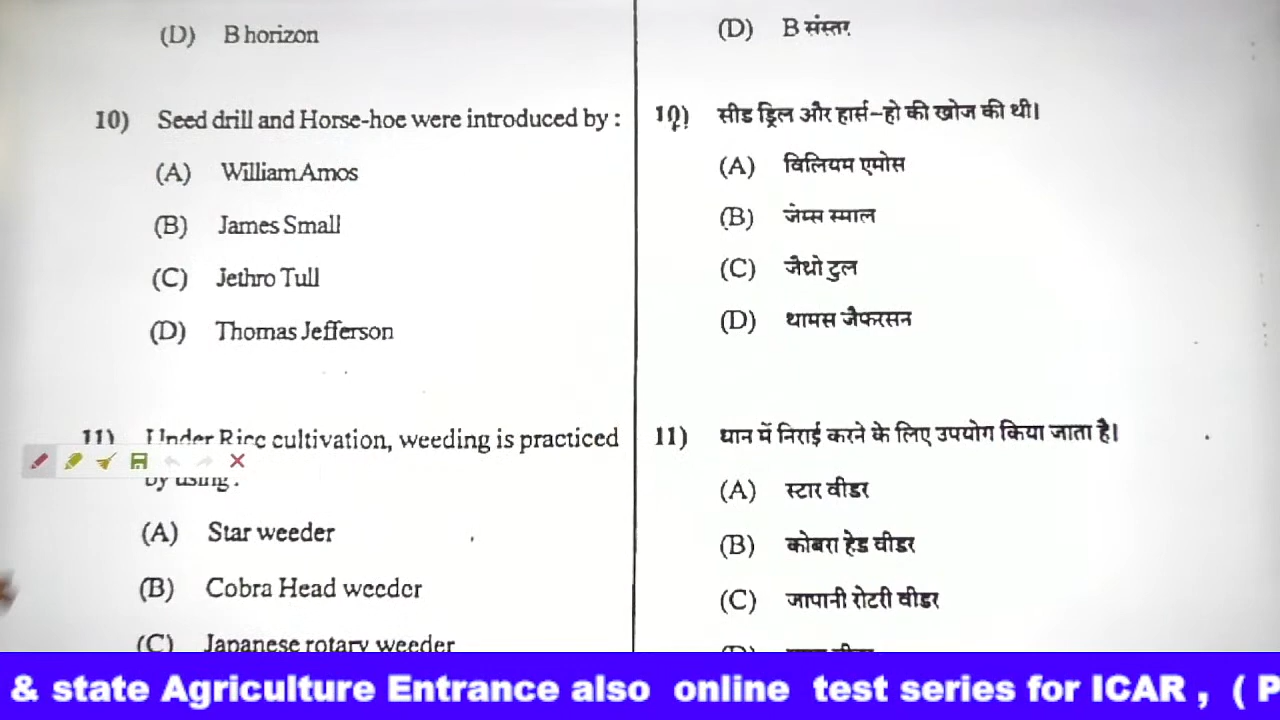 (D) B horizon
10) Seed drill and Horse-hoe were introduced by :
(A) William Amos
(B) James Small
(C) Jethro Tull
(D) Thomas Jefferson
11) Under Rice cultivation, weeding is practiced
by using :
(A) Star weeder
(B) Cobra Head weeder
(C) Japanese rotary weeder
(D) B संस्तर
10) सीड ड्रिल और हार्स-हो की खोज की थी।
(A) विलियम एमोस
(B) जेम्स स्माल
(C) जैथ्रो टुल
(D) थामस जैफरसन
11) धान में निराई करने के लिए उपयोग किया जाता है।
(A) स्टार वीडर
(B) कोबरा हेड वीडर
(C) जापानी रोटरी वीडर
(D) वीडर
& state Agriculture Entrance also online test series for ICAR , ( P